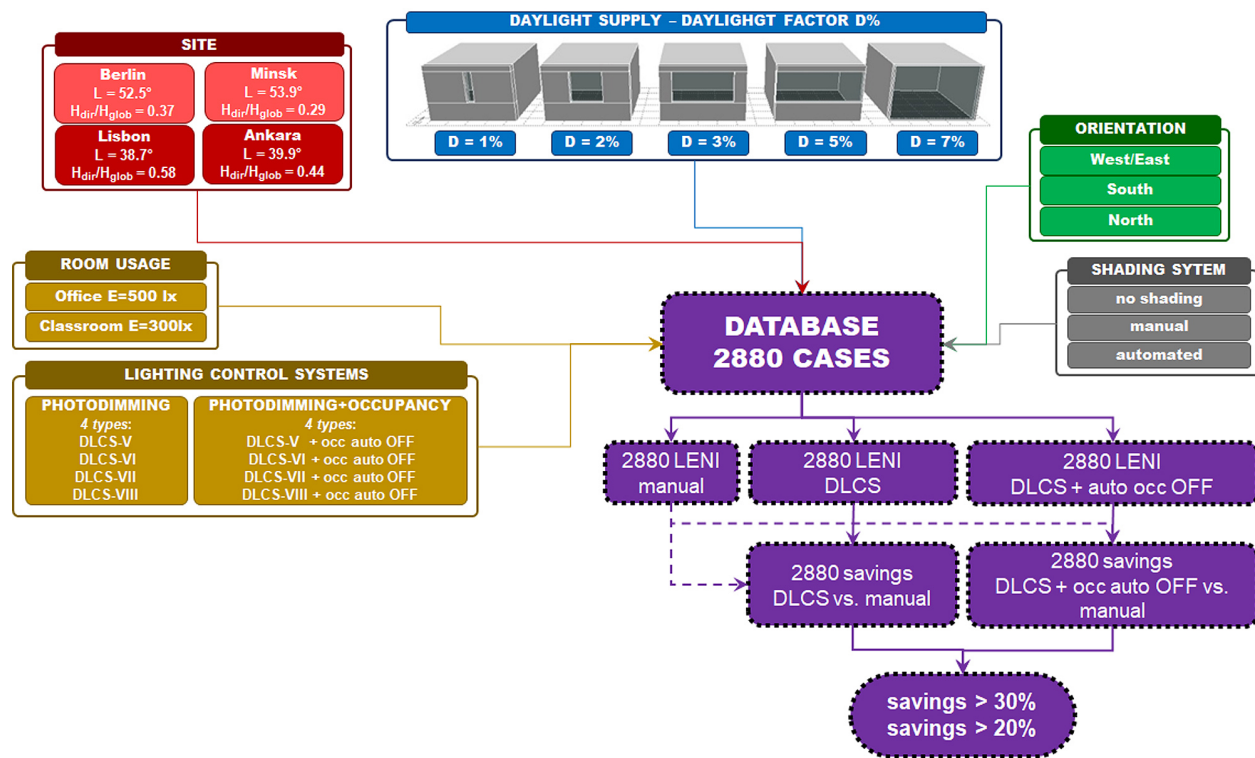 DAYLIGHT SUPPLY – DAYLIGHGT FACTOR D%
D = 1%
D = 2%
D = 3%
D = 5%
D = 7%
SITE
Berlin
L = 52.5°
Hdir/Hglob = 0.37
Minsk
L = 53.9°
Hdir/Hglob = 0.29
Lisbon
L = 38.7°
Hdir/Hglob = 0.58
Ankara
L = 39.9°
Hdir/Hglob = 0.44
ORIENTATION
West/East
South
North
ROOM USAGE
Office E=500 lx
Classroom E=300lx
SHADING SYTEM
no shading
manual
automated
DATABASE
2880 CASES
LIGHTING CONTROL SYSTEMS
PHOTODIMMING
4 types:
DLCS-V
DLCS-VI
DLCS-VII
DLCS-VIII
PHOTODIMMING+OCCUPANCY
4 types:
DLCS-V + occ auto OFF
DLCS-VI + occ auto OFF
DLCS-VII + occ auto OFF
DLCS-VIII + occ auto OFF
2880 LENI
manual
2880 LENI
DLCS
2880 LENI
DLCS + auto occ OFF
2880 savings
DLCS vs. manual
2880 savings
DLCS + occ auto OFF vs.
manual
savings > 30%
savings > 20%